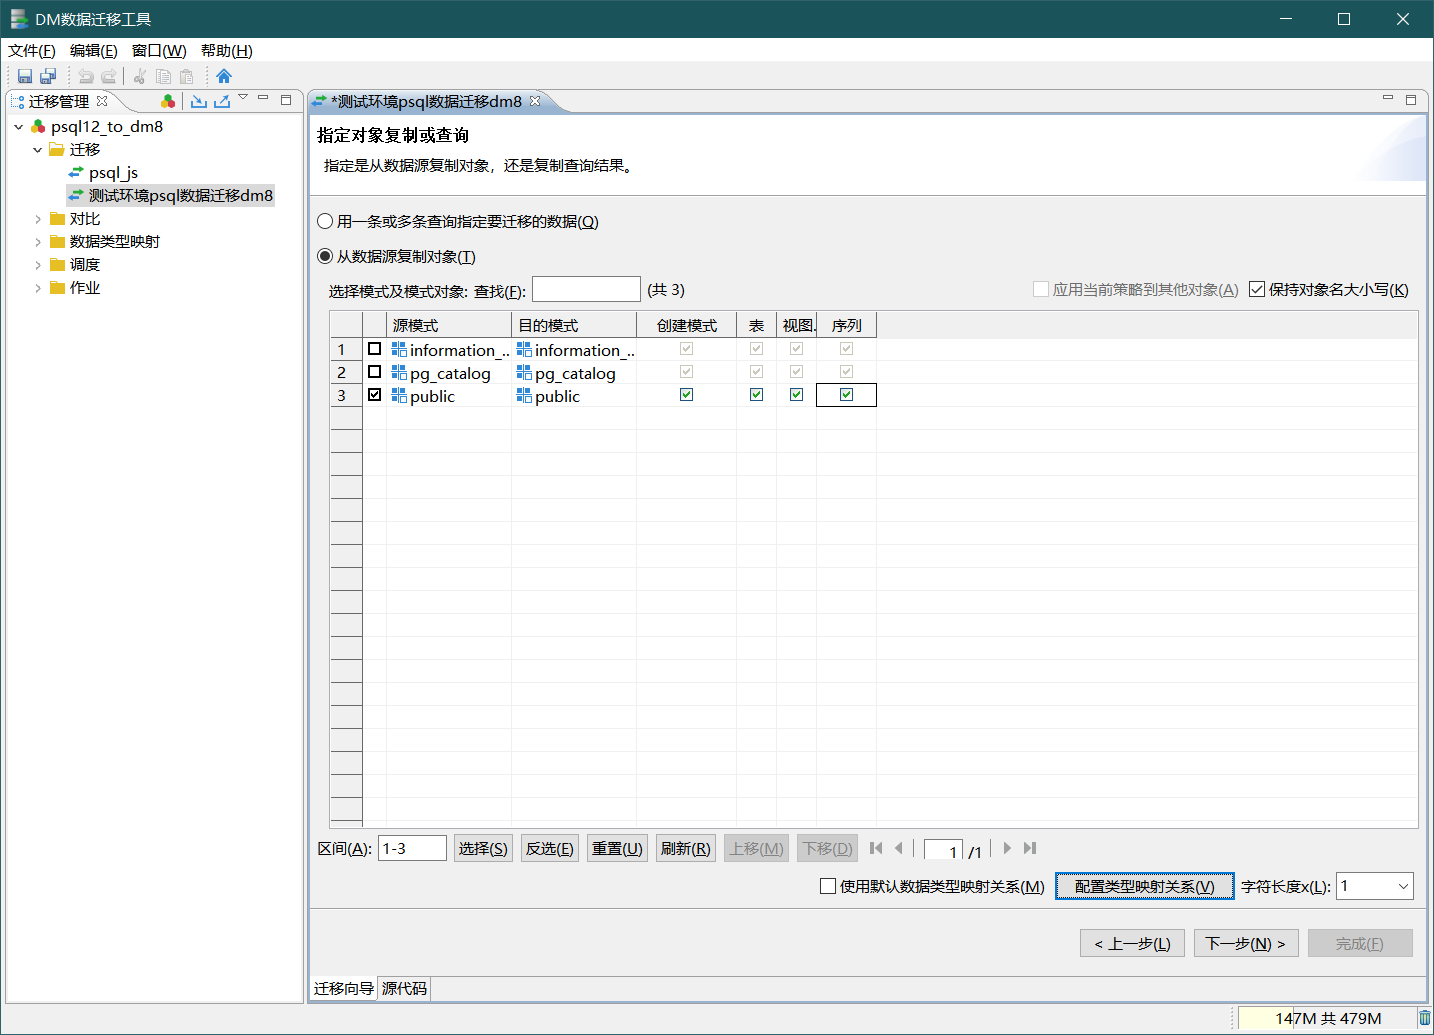 DM数据迁移工具
文件(F) 编辑(E) 窗口(W) 帮助(H)
迁移管理
*测试环境psql数据迁移dm8
psql12_to_dm8
迁移
psql_js
测试环境psql数据迁移dm8
对比
数据类型映射
调度
作业
指定对象复制或查询
指定是从数据源复制对象，还是复制查询结果。
用一条或多条查询指定要迁移的数据(Q)
从数据源复制对象(T)
选择模式及模式对象: 查找(F): (共 3) 应用当前策略到其他对象(A) 保持对象名大小写(K)
源模式 目的模式 创建模式 表 视图. 序列
1 information_.. information_..
2 pg_catalog pg_catalog
3 public public
区间(A): 1-3 选择(S) 反选(E) 重置(U) 刷新(R) 上移(M) 下移(D) 1 /1
使用默认数据类型映射关系(M) 配置类型映射关系(V) 字符长度x(L): 1
< 上一步(L) 下一步(N) > 完成(F)
迁移向导 源代码
147M 共 479M